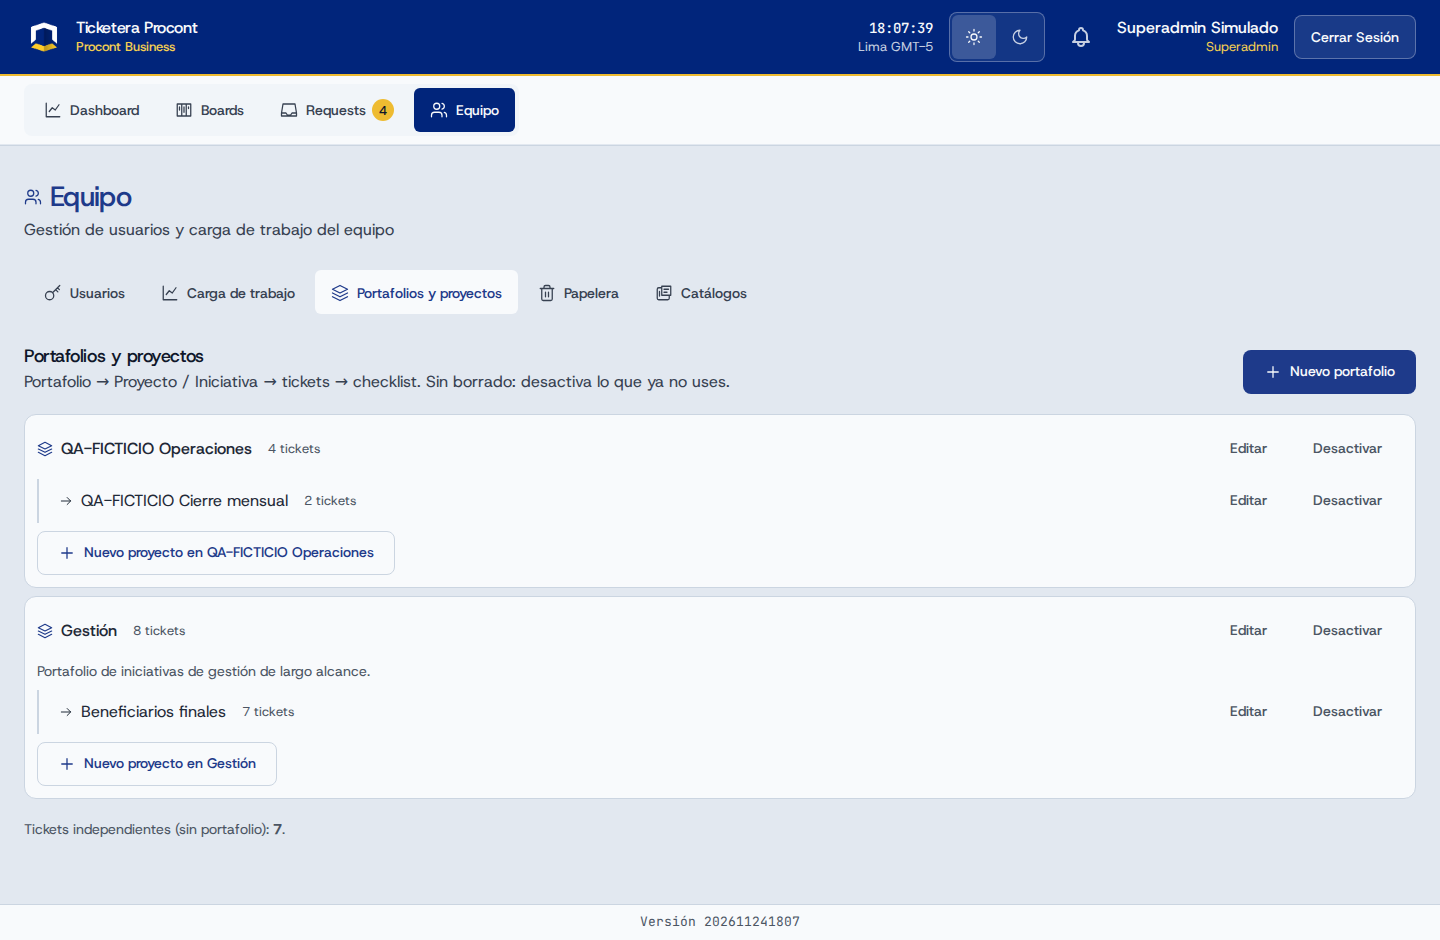 Ticketera Procont
Procont Business
18:07:39
Lima GMT-5
Superadmin Simulado
Superadmin
Cerrar Sesión
Dashboard
Boards
Requests 4
Equipo
Equipo
Gestión de usuarios y carga de trabajo del equipo
Usuarios
Carga de trabajo
Portafolios y proyectos
Papelera
Catálogos
Portafolios y proyectos
Portafolio → Proyecto / Iniciativa → tickets → checklist. Sin borrado: desactiva lo que ya no uses.
+ Nuevo portafolio
QA-FICTICIO Operaciones 4 tickets Editar Desactivar
→ QA-FICTICIO Cierre mensual 2 tickets Editar Desactivar
+ Nuevo proyecto en QA-FICTICIO Operaciones
Gestión 8 tickets Editar Desactivar
Portafolio de iniciativas de gestión de largo alcance.
→ Beneficiarios finales 7 tickets Editar Desactivar
+ Nuevo proyecto en Gestión
Tickets independientes (sin portafolio): 7.
Versión 202611241807